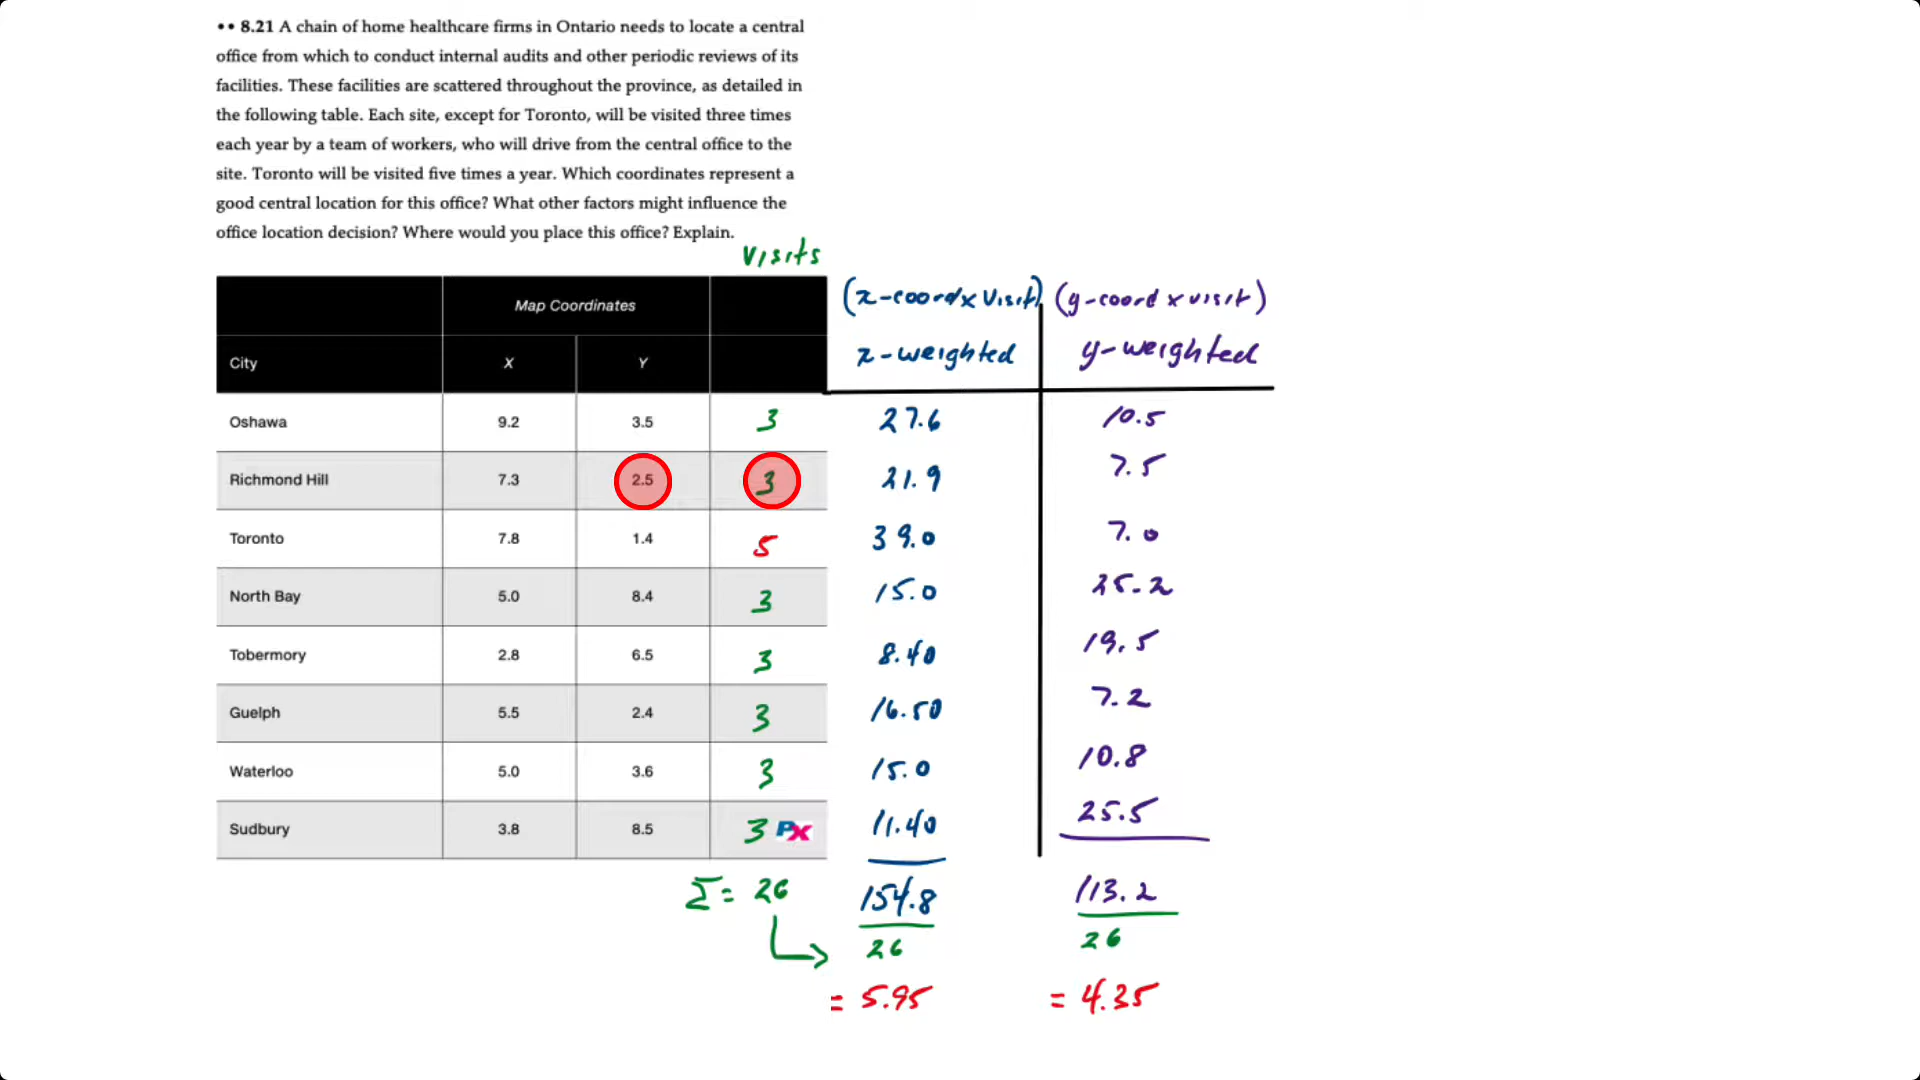 •• 8.21 A chain of home healthcare firms in Ontario needs to locate a central
office from which to conduct internal audits and other periodic reviews of its
facilities. These facilities are scattered throughout the province, as detailed in
the following table. Each site, except for Toronto, will be visited three times
each year by a team of workers, who will drive from the central office to the
site. Toronto will be visited five times a year. Which coordinates represent a
good central location for this office? What other factors might influence the
office location decision? Where would you place this office? Explain.
Visits
Map Coordinates (x-coord x Visit) (y-coord x visit)
City X Y x-weighted y-weighted
Oshawa 9.2 3.5 3 27.6 10.5
Richmond Hill 7.3 2.5 3 21.9 7.5
Toronto 7.8 1.4 5 39.0 7.0
North Bay 5.0 8.4 3 15.0 25.2
Tobermory 2.8 6.5 3 8.40 19.5
Guelph 5.5 2.4 3 16.50 7.2
Waterloo 5.0 3.6 3 15.0 10.8
Sudbury 3.8 8.5 3 PX 11.40 25.5
Σ = 26 154.8 113.2
26 26
= 5.95 = 4.35